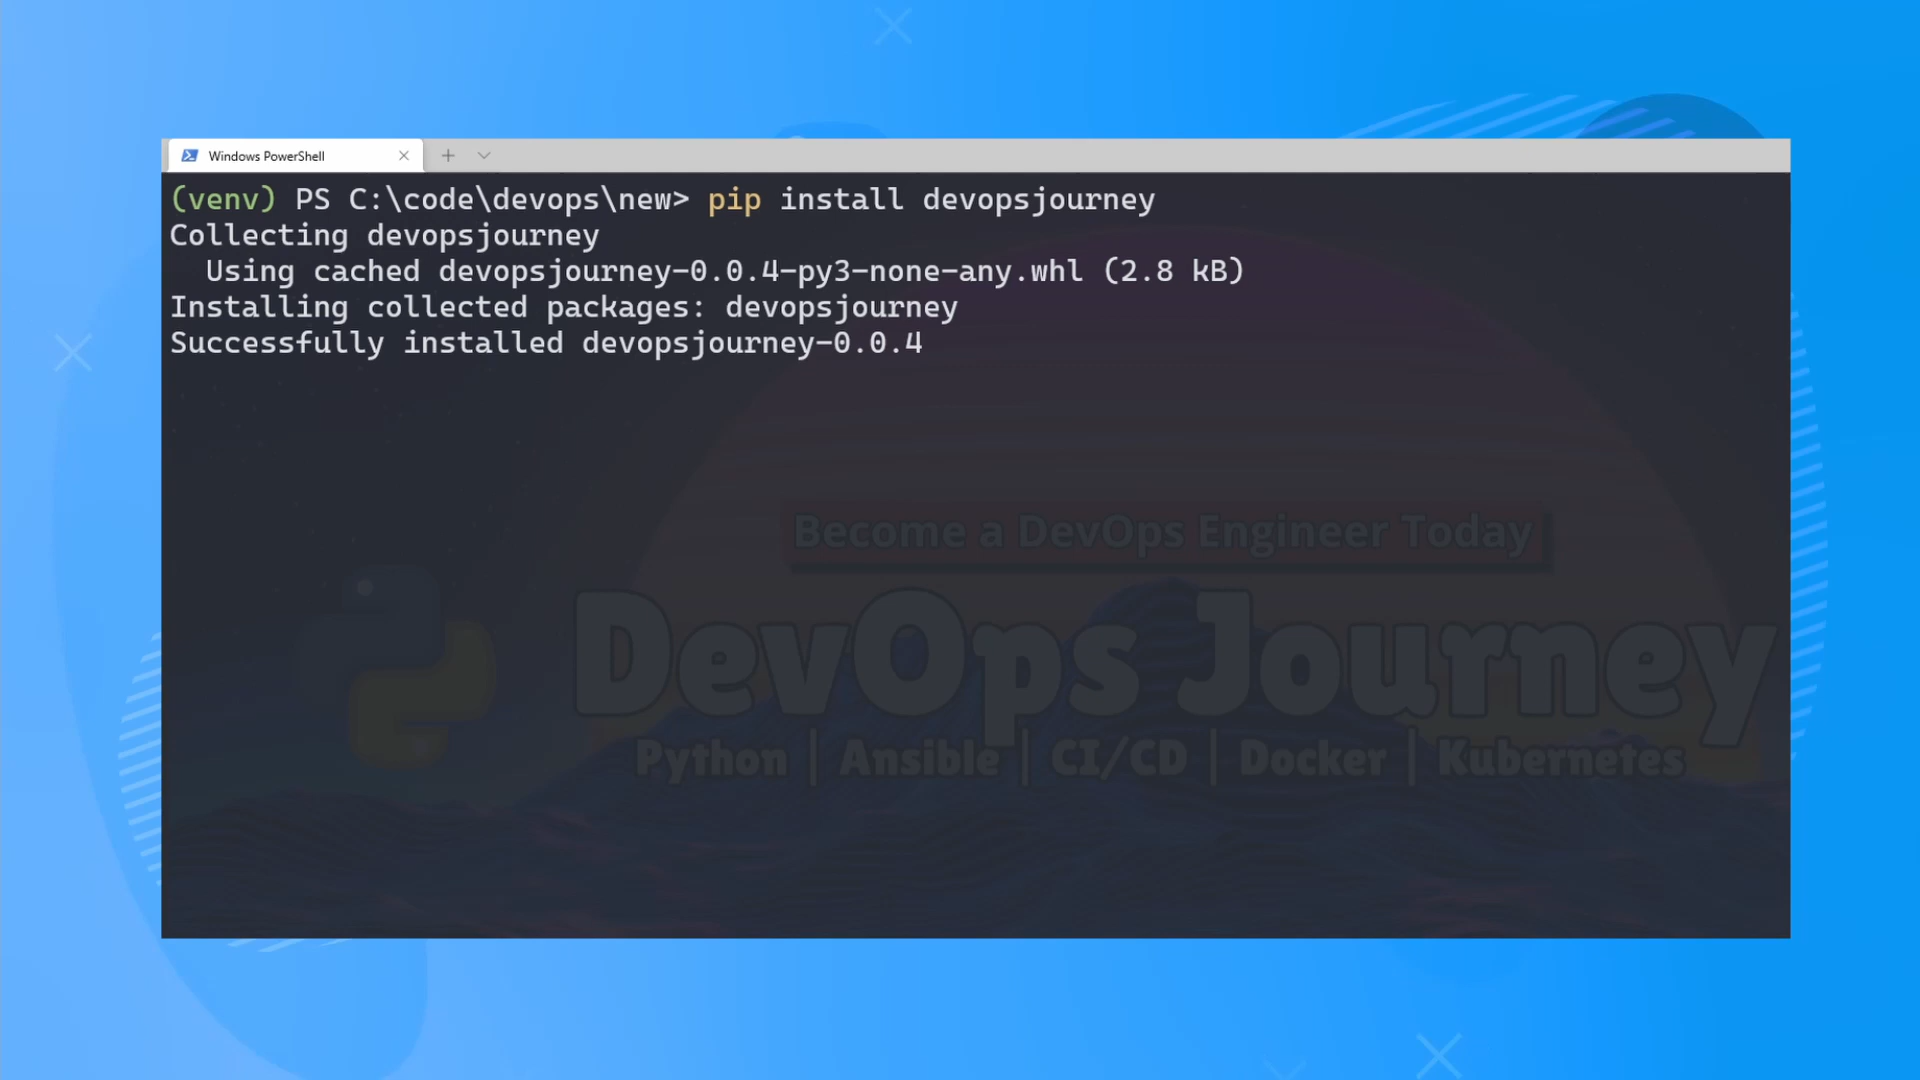 Windows PowerShell
(venv) PS C:\code\devops\new> pip install devopsjourney
Collecting devopsjourney
  Using cached devopsjourney-0.0.4-py3-none-any.whl (2.8 kB)
Installing collected packages: devopsjourney
Successfully installed devopsjourney-0.0.4
Become a DevOps Engineer Today
DevOps Journey
Python | Ansible | CI/CD | Docker | Kubernetes